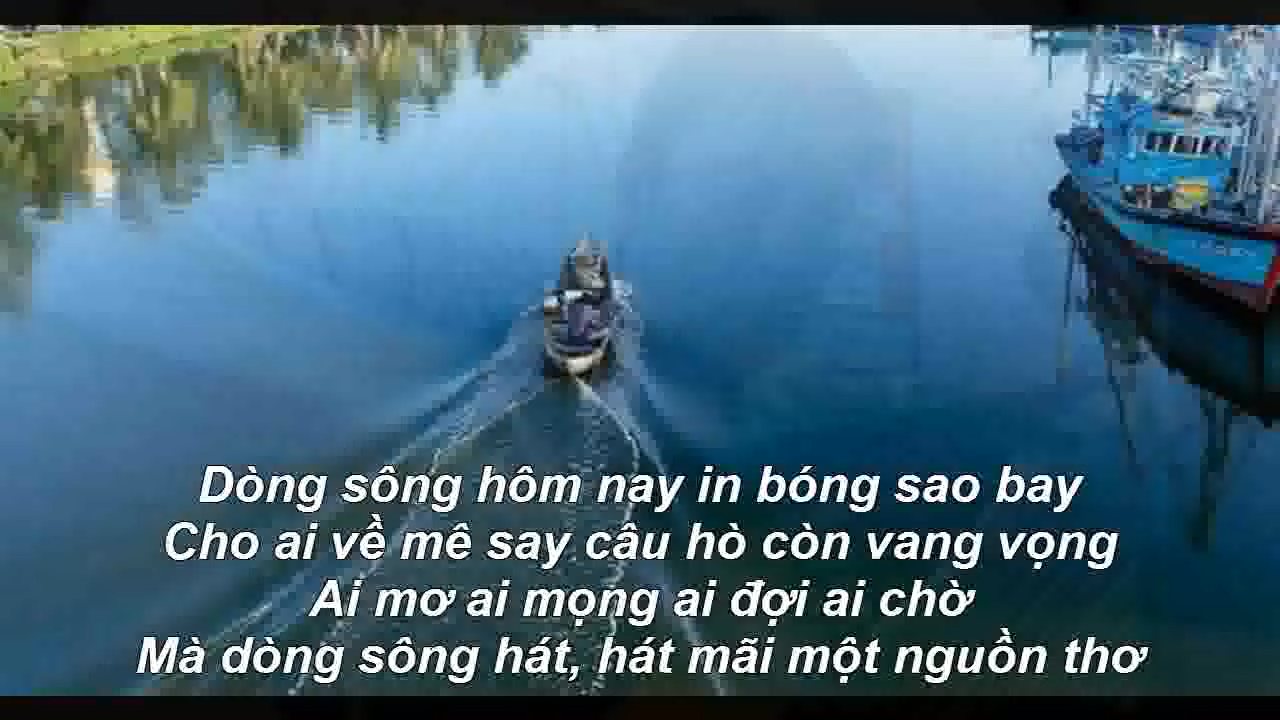 Dòng sông hôm nay in bóng sao bay
Cho ai về mê say câu hò còn vang vọng
Ai mơ ai mọng ai đợi ai chờ
Mà dòng sông hát, hát mãi một nguồn thơ